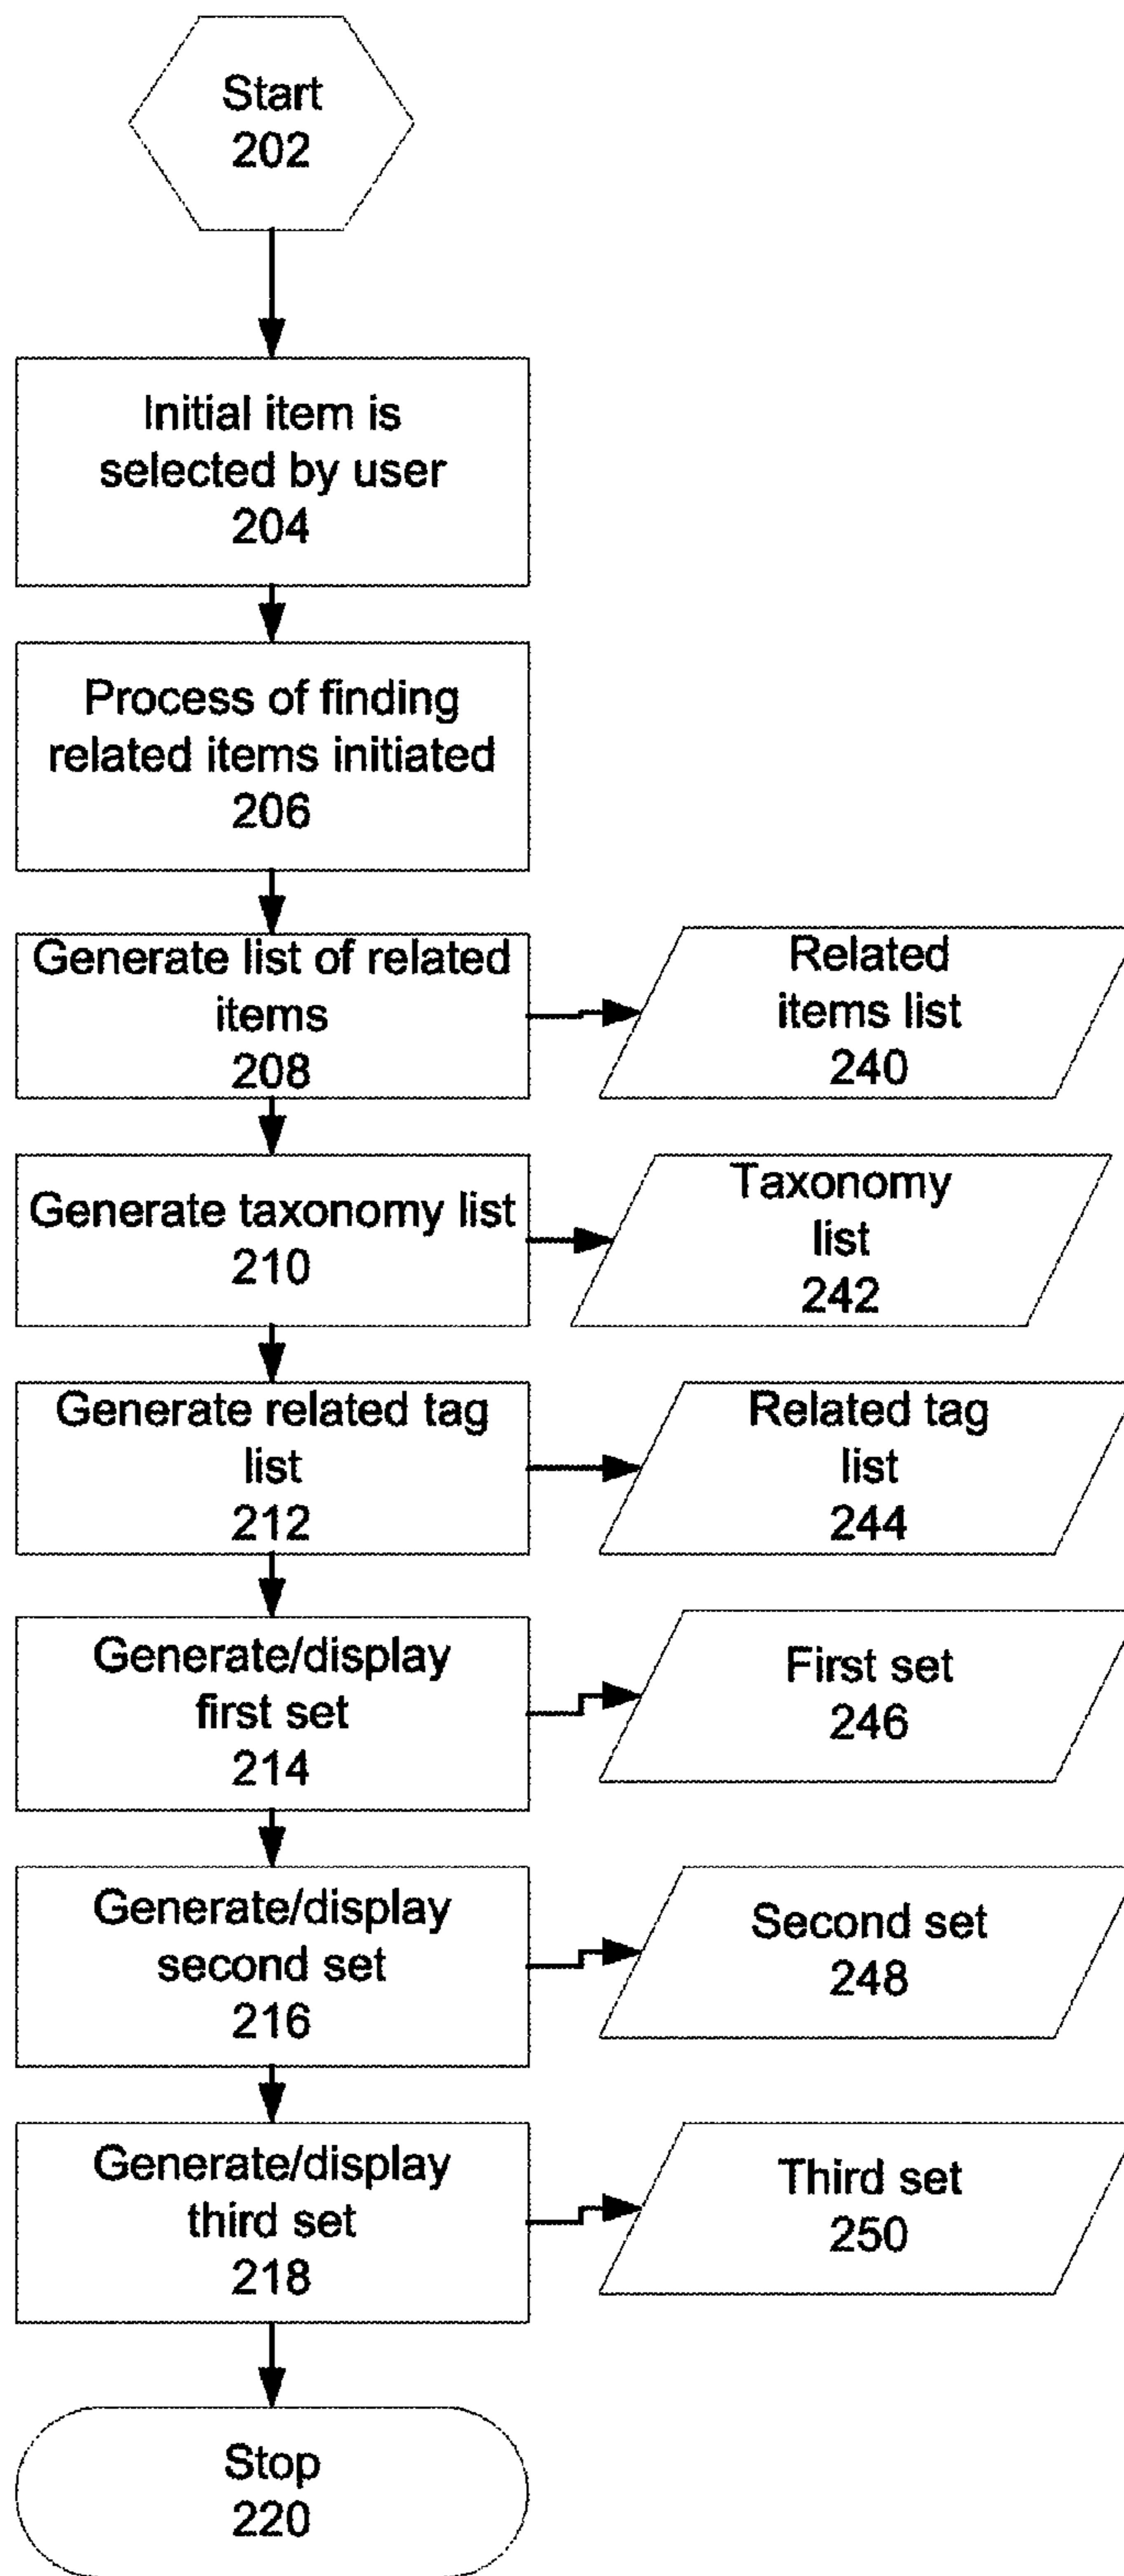 Start
202
Initial item is
selected by user
204
Process of finding
related items initiated
206
Generate list of related
items
208
Related
items list
240
Generate taxonomy list
210
Taxonomy
list
242
Generate related tag
list
212
Related tag
list
244
Generate/display
first set
214
First set
246
Generate/display
second set
216
Second set
248
Generate/display
third set
218
Third set
250
Stop
220